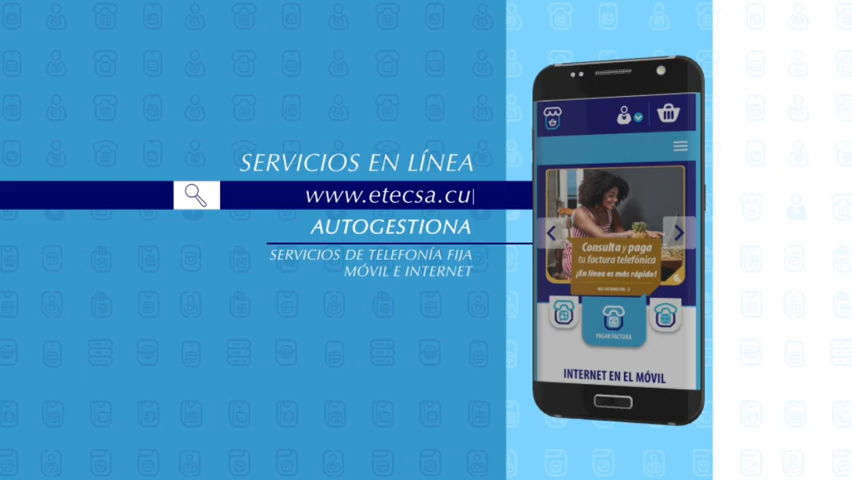 SERVICIOS EN LÍNEA
www.etecsa.cu
AUTOGESTIONA
SERVICIOS DE TELEFONÍA FIJA
MÓVIL E INTERNET
Consulta y paga
tu factura telefónica
¡En línea es más rápido!
PAGAR FACTURA
INTERNET EN EL MÓVIL